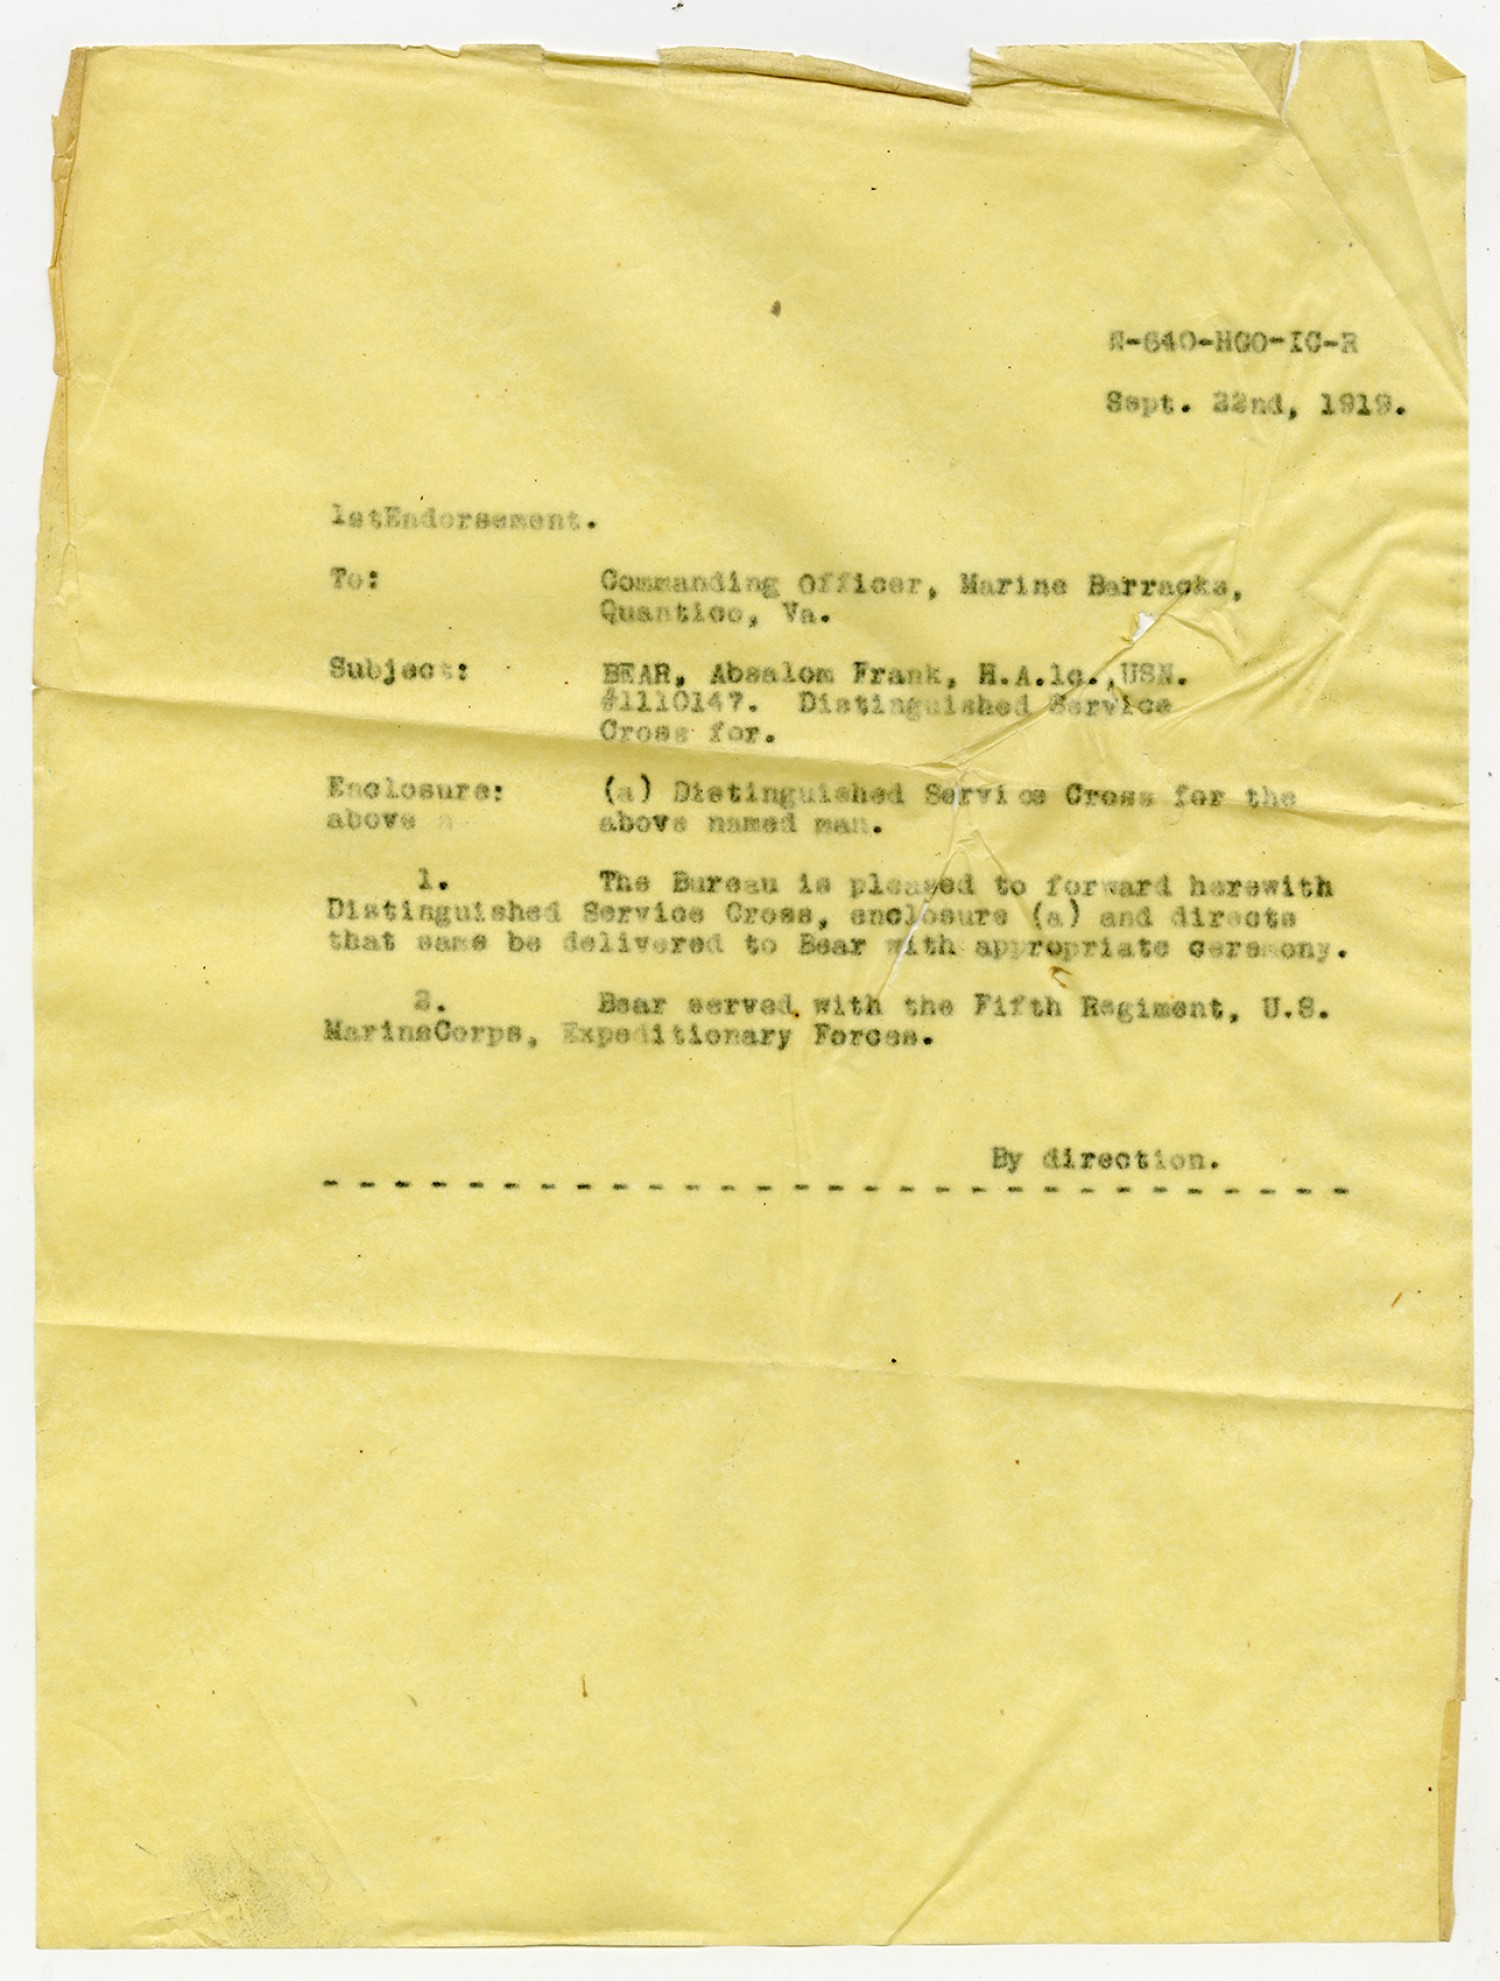 N-640-HGO-IC-R
Sept. 22nd, 1919.
1stEndorsement.
To: Commanding Officer, Marine Barracks,
Quantico, Va.
Subject: BEAR, Absalom Frank, H.A.1c.,USN.
#1110147. Distinguished Service
Cross for.
Enclosure: (a) Distinguished Service Cross for the
above n above named man.
1. The Bureau is pleased to forward herewith
Distinguished Service Cross, enclosure (a) and directs
that same be delivered to Bear with appropriate ceremony.
2. Bear served with the Fifth Regiment, U.S.
MarineCorps, Expeditionary Forces.
By direction.
- - - - - - - - - - - - - - - - - - - - - - - - - - - - -